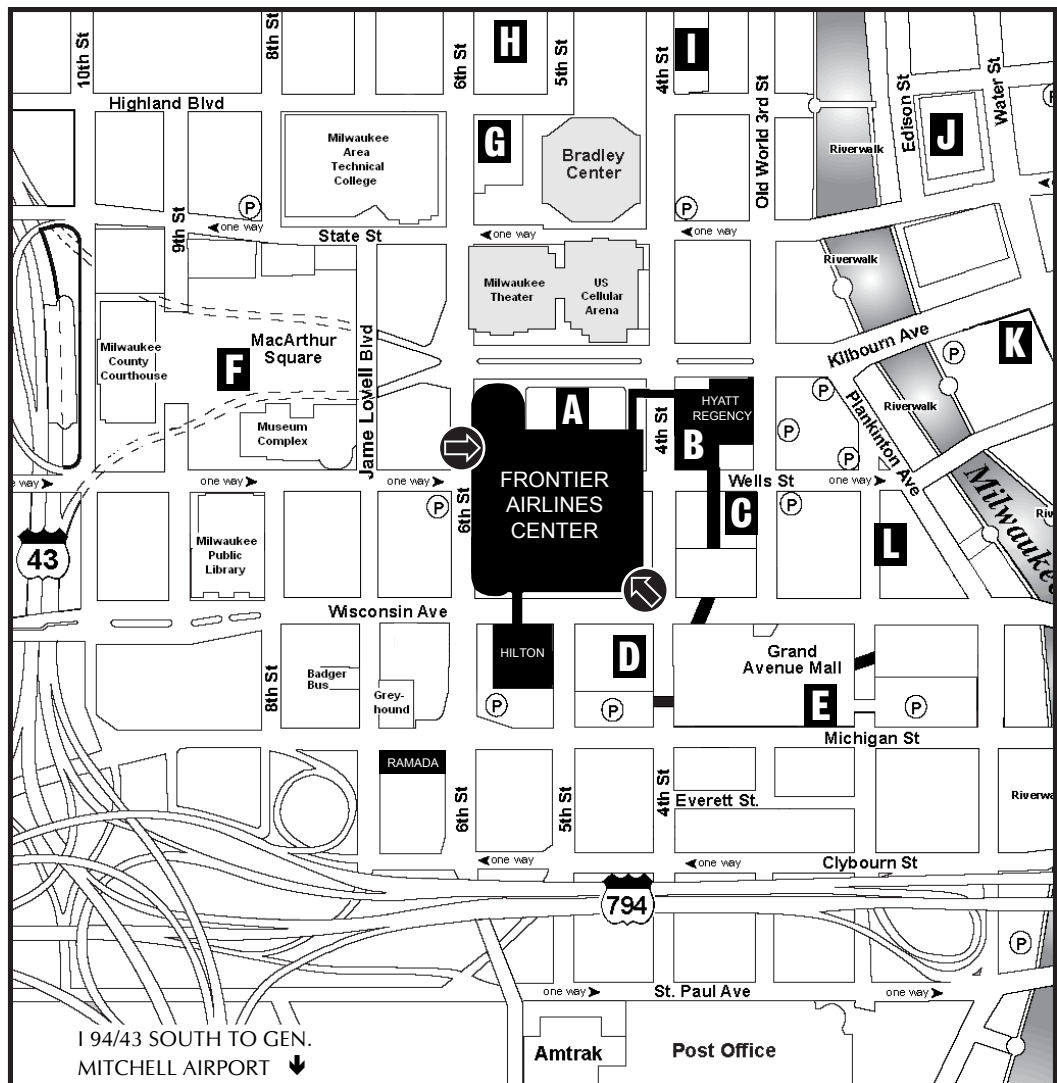 10th St
8th St
6th St
H
5th St
4th St
I
Old World 3rd St
Edison St
Water St
P
Highland Blvd
Milwaukee
Area
Technical
College
G
Bradley
Center
Riverwalk
J
P
9th St
one way
State St
one way
P
one way
Milwaukee
Theater
US
Cellular
Arena
Riverwalk
Milwaukee
County
Courthouse
F
MacArthur
Square
Jame Lovell Blvd
Kilbourn Ave
P
K
Museum
Complex
A
4th St
HYATT
REGENCY
B
P
P
P
Plankinton Ave
Riverwalk
6th St
FRONTIER
AIRLINES
CENTER
ne way
one way
one way
Wells St
one way
P
C
P
L
Milwaukee
Riv
43
Milwaukee
Public
Library
Wisconsin Ave
8th St
Badger
Bus
Grey-
hound
HILTON
P
D
P
Grand
Avenue Mall
E
P
Michigan St
RAMADA
6th St
5th St
4th St
Everett St.
Riverwa
one way
one way
Clybourn St
794
P
one way
St. Paul Ave
one way
I 94/43 SOUTH TO GEN.
MITCHELL AIRPORT
Amtrak
Post Office